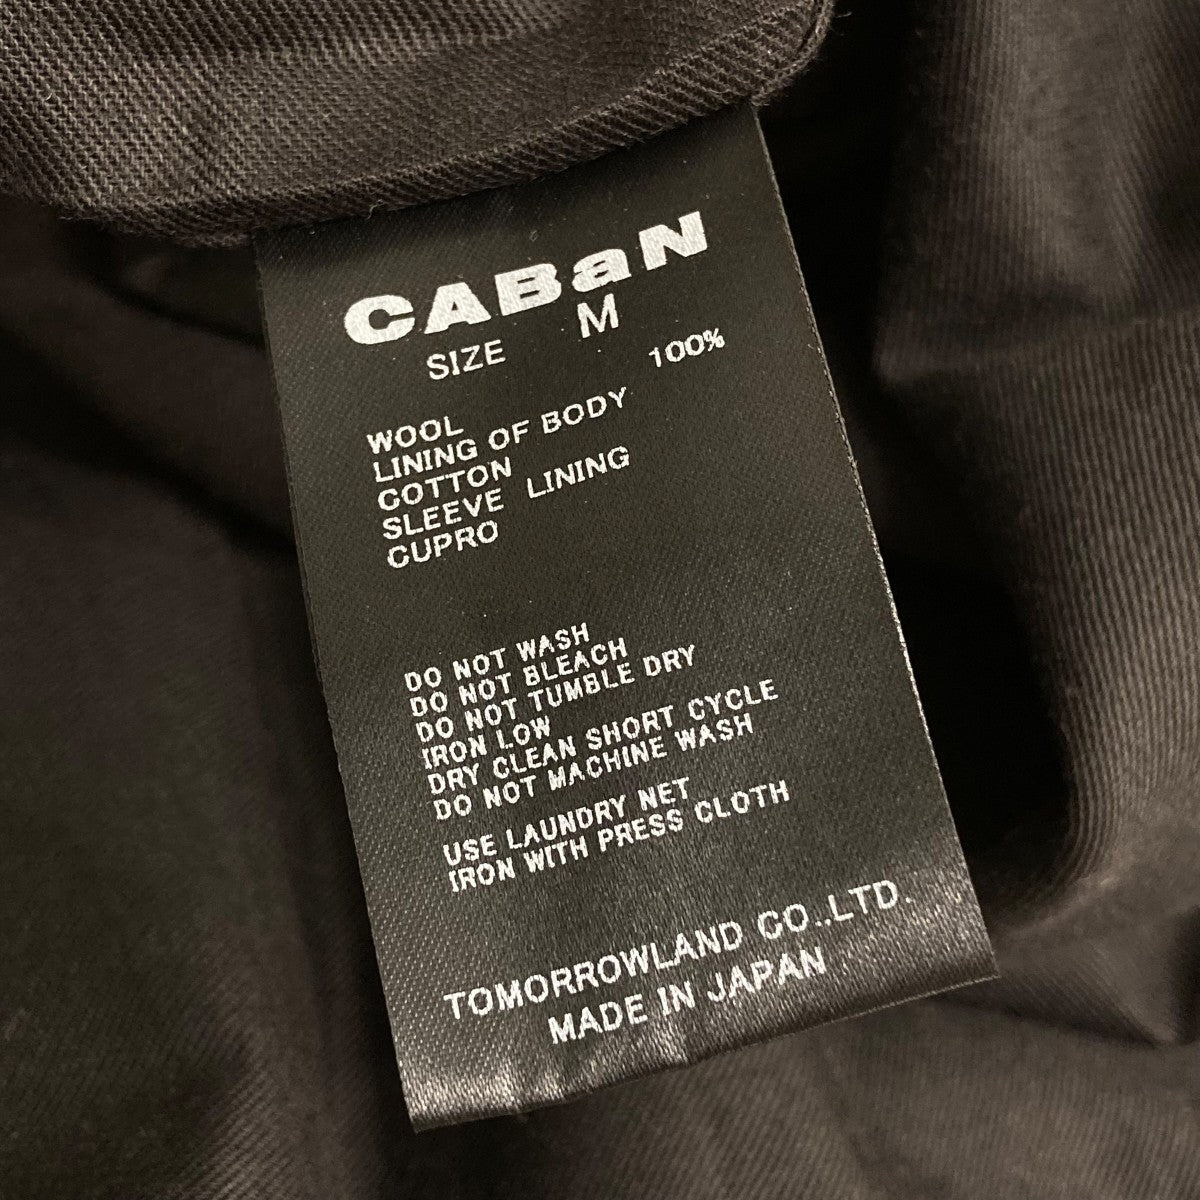 CABaN
SIZE M
WOOL 100%
LINING OF BODY
COTTON
SLEEVE LINING
CUPRO
DO NOT WASH
DO NOT BLEACH
DO NOT TUMBLE DRY
IRON LOW
DRY CLEAN SHORT CYCLE
DO NOT MACHINE WASH
USE LAUNDRY NET
IRON WITH PRESS CLOTH
TOMORROWLAND CO.,LTD.
MADE IN JAPAN